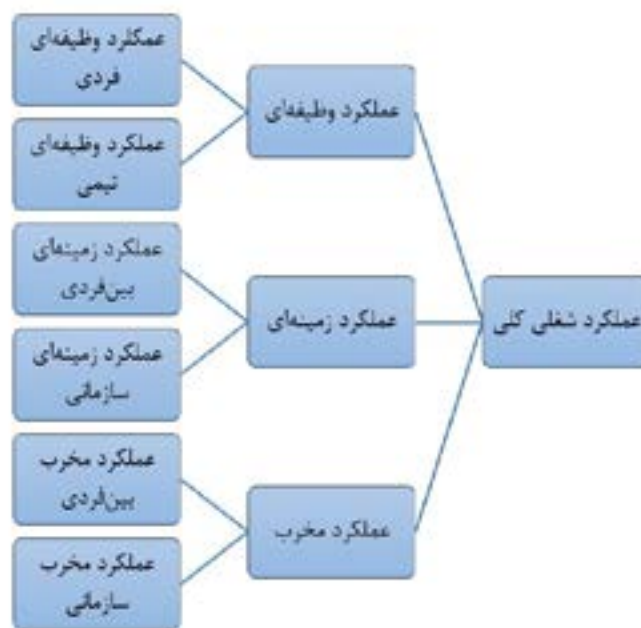 عملکرد شغلی کلی
عملکرد وظیفه‌ای
عمکلرد وظیفه‌ای
فردی
عملکرد وظیفه‌ای
تیمی
عملکرد زمینه‌ای
عملکرد زمینه‌ای
بین‌فردی
عملکرد زمینه‌ای
سازمانی
عملکرد مخرب
عملکرد مخرب
بین‌فردی
عملکرد مخرب
سازمانی